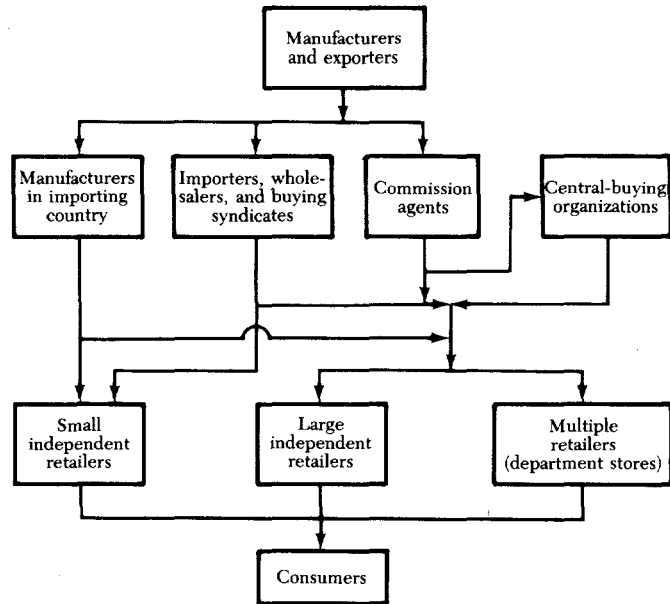 Manufacturers
and exporters
Manufacturers
in importing
country
Importers, whole-
salers, and buying
syndicates
Commission
agents
Central-buying
organizations
Small
independent
retailers
Large
independent
retailers
Multiple
retailers
(department stores)
Consumers